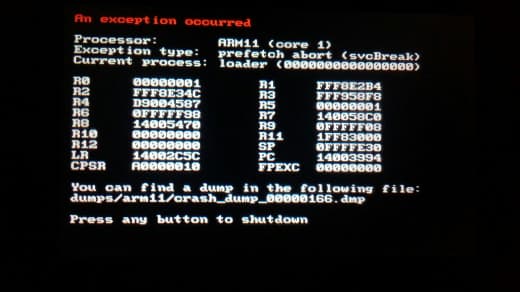 An exception occurred
Processor: ARM11 (core 1)
Exception type: prefetch abort (svcBreak)
Current process: loader (0000000000000000)
R0 00000001 R1 FFF8E2B4
R2 FFF8E34C R3 FFF958F8
R4 D9004587 R5 00000001
R6 0FFFFF98 R7 140058C0
R8 14005470 R9 0FFFFF08
R10 00000000 R11 1FF83000
R12 00000000 SP 0FFFFE30
LR 14002C5C PC 14003994
CPSR A0000010 FPEXC 00000000
You can find a dump in the following file:
dumps/arm11/crash_dump_00000166.dmp
Press any button to shutdown